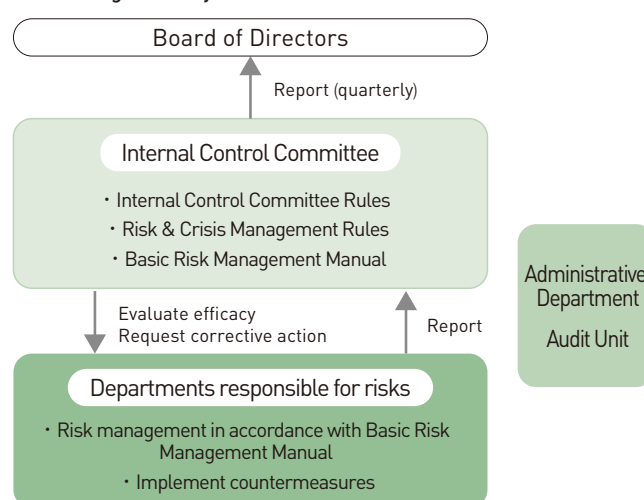 Board of Directors
Report (quarterly)
Internal Control Committee
・Internal Control Committee Rules
・Risk & Crisis Management Rules
・Basic Risk Management Manual
Evaluate efficacy
Request corrective action
Report
Departments responsible for risks
・Risk management in accordance with Basic Risk
Management Manual
・Implement countermeasures
Administrative
Department
Audit Unit